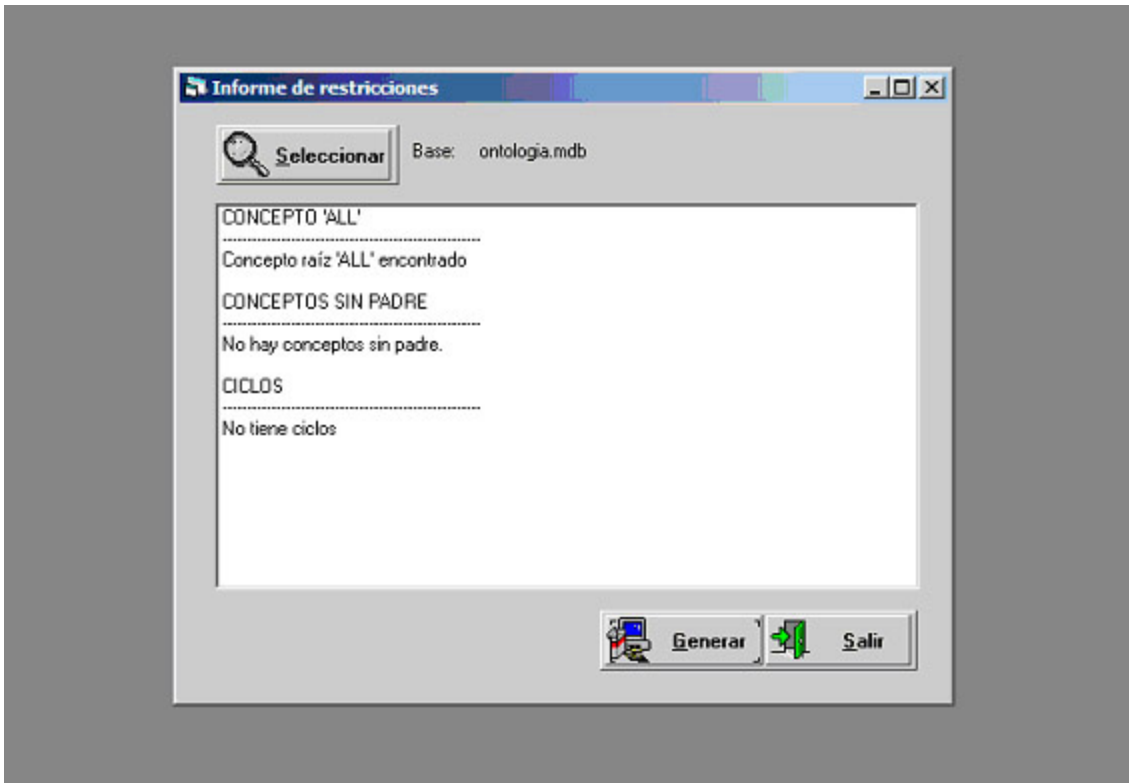 Informe de restricciones
Seleccionar
Base: ontologia.mdb
CONCEPTO 'ALL'
--------------------------------------------------
Concepto raíz 'ALL' encontrado
CONCEPTOS SIN PADRE
--------------------------------------------------
No hay conceptos sin padre.
CICLOS
--------------------------------------------------
No tiene ciclos
Generar
Salir